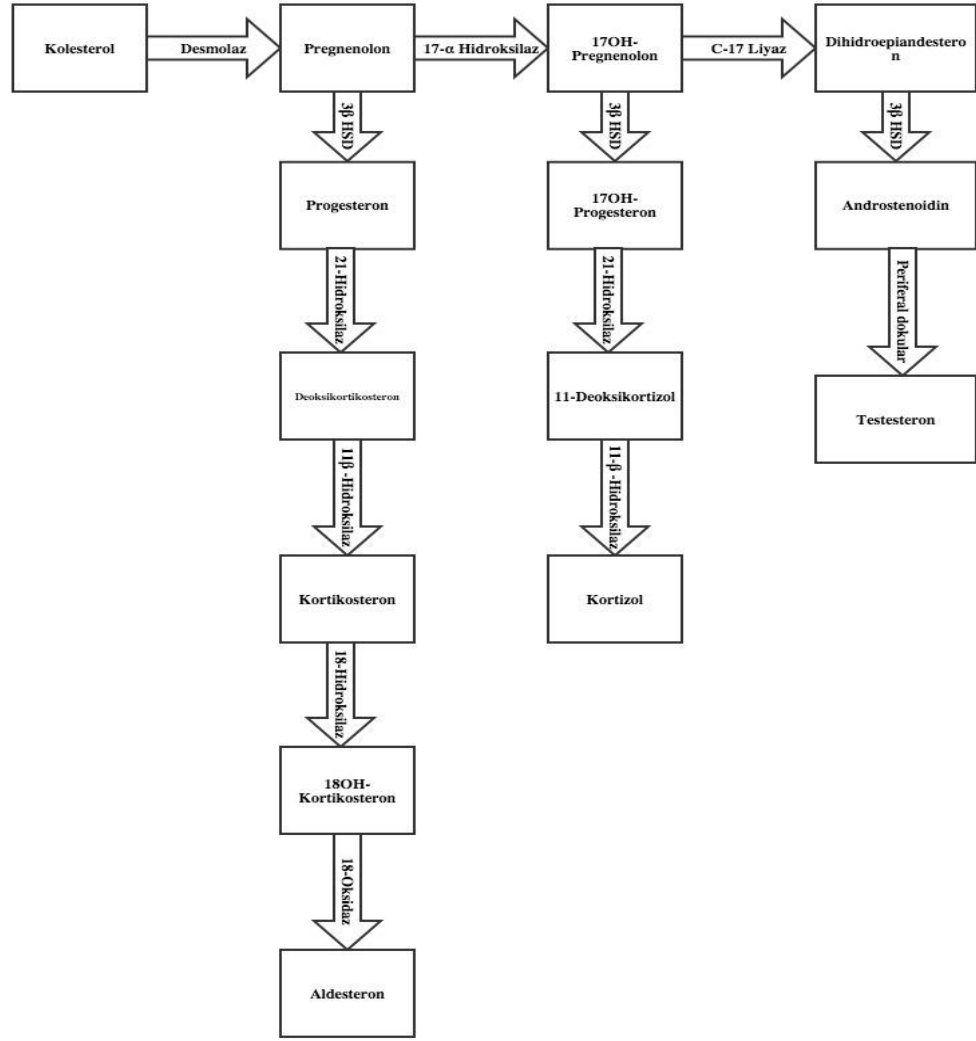 Kolesterol
Desmolaz
Pregnenolon
17-α Hidroksilaz
17OH-
Pregnenolon
C-17 Liyaz
Dihidroepiandestero
n
3β HSD
3β HSD
3β HSD
Progesteron
17OH-
Progesteron
Androstenoidin
21-Hidroksilaz
21-Hidroksilaz
Periferal dokular
Deoksikortikosteron
11-Deoksikortizol
Testesteron
11β -Hidroksilaz
11-β -Hidroksilaz
Kortikosteron
Kortizol
18-Hidroksilaz
18OH-
Kortikosteron
18-Oksidaz
Aldesteron